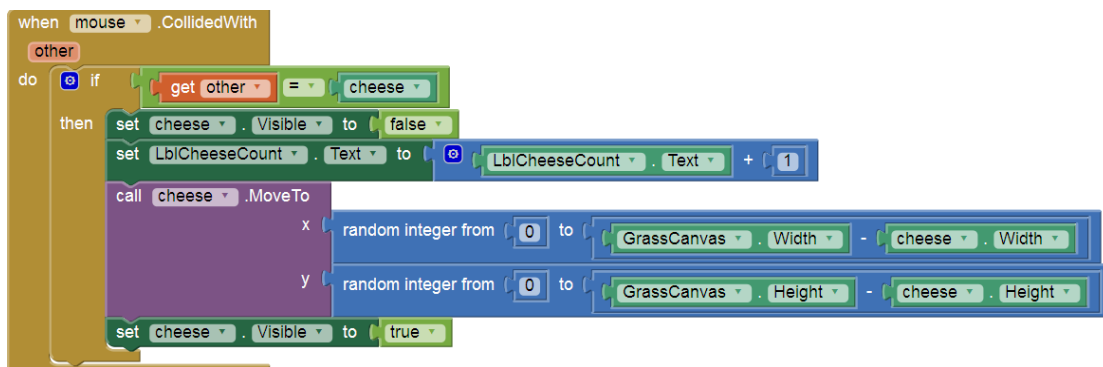 when mouse .CollidedWith
other
do if get other = cheese
then set cheese . Visible to false
set LblCheeseCount . Text to LblCheeseCount . Text + 1
call cheese .MoveTo
x random integer from 0 to GrassCanvas . Width - cheese . Width
y random integer from 0 to GrassCanvas . Height - cheese . Height
set cheese . Visible to true